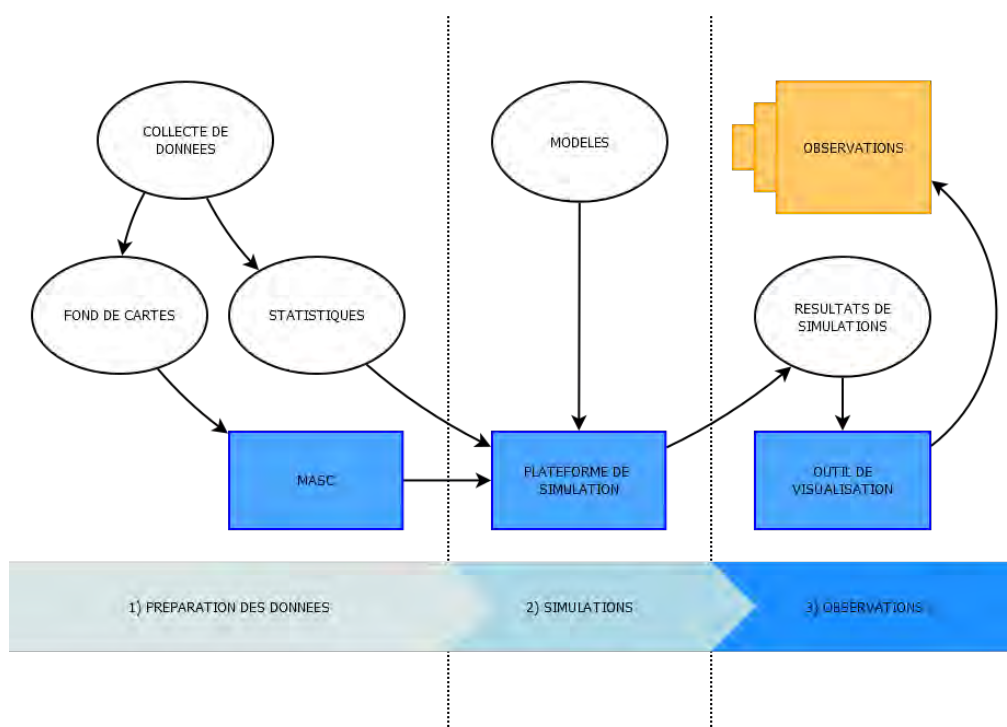 COLLECTE DE
DONNEES
MODELES
OBSERVATIONS
FOND DE CARTES
STATISTIQUES
RESULTATS DE
SIMULATIONS
MASC
PLATEFORME DE
SIMULATION
OUTIL DE
VISUALISATION
1) PREPARATION DES DONNEES
2) SIMULATIONS
3) OBSERVATIONS